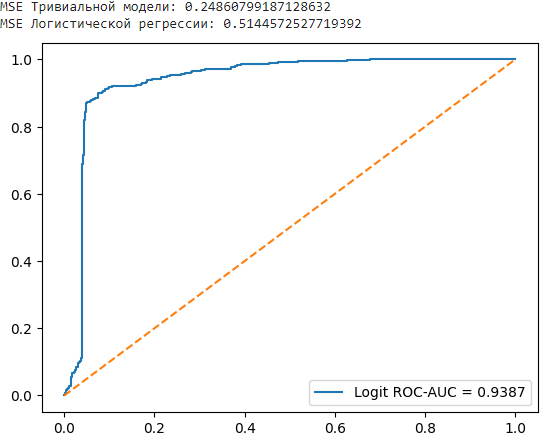 MSE Тривиальной модели: 0.24860799187128632
MSE Логистической регрессии: 0.5144572527719392
1.0
0.8
0.6
0.4
0.2
0.0
Logit ROC-AUC = 0.9387
0.0 0.2 0.4 0.6 0.8 1.0